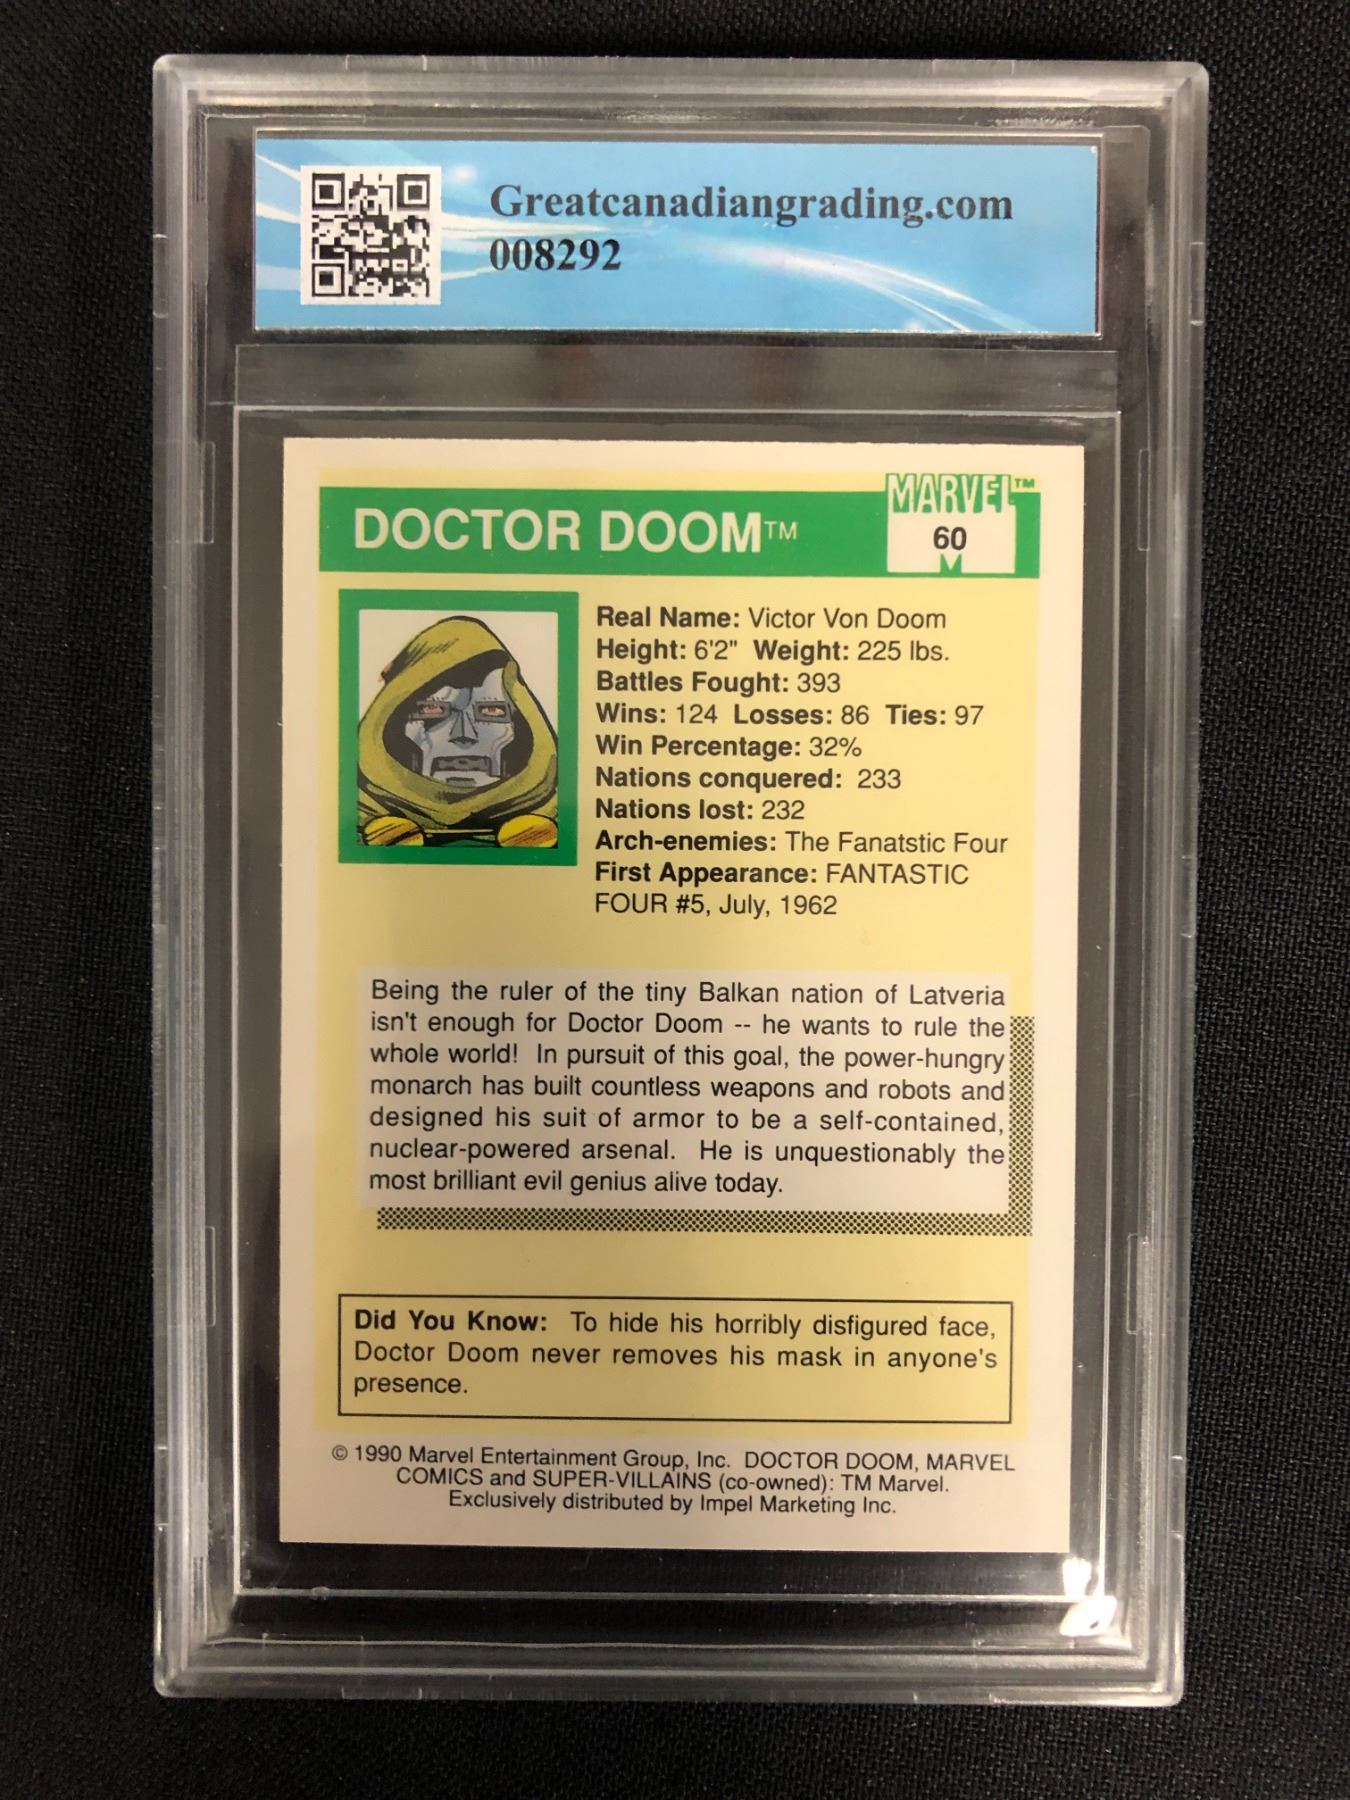 Greatcanadiangrading.com
008292
DOCTOR DOOM™
MARVEL™
60
Real Name: Victor Von Doom
Height: 6'2" Weight: 225 lbs.
Battles Fought: 393
Wins: 124 Losses: 86 Ties: 97
Win Percentage: 32%
Nations conquered: 233
Nations lost: 232
Arch-enemies: The Fanatstic Four
First Appearance: FANTASTIC
FOUR #5, July, 1962
Being the ruler of the tiny Balkan nation of Latveria
isn't enough for Doctor Doom -- he wants to rule the
whole world! In pursuit of this goal, the power-hungry
monarch has built countless weapons and robots and
designed his suit of armor to be a self-contained,
nuclear-powered arsenal. He is unquestionably the
most brilliant evil genius alive today.
Did You Know: To hide his horribly disfigured face,
Doctor Doom never removes his mask in anyone's
presence.
© 1990 Marvel Entertainment Group, Inc. DOCTOR DOOM, MARVEL
COMICS and SUPER-VILLAINS (co-owned): TM Marvel.
Exclusively distributed by Impel Marketing Inc.